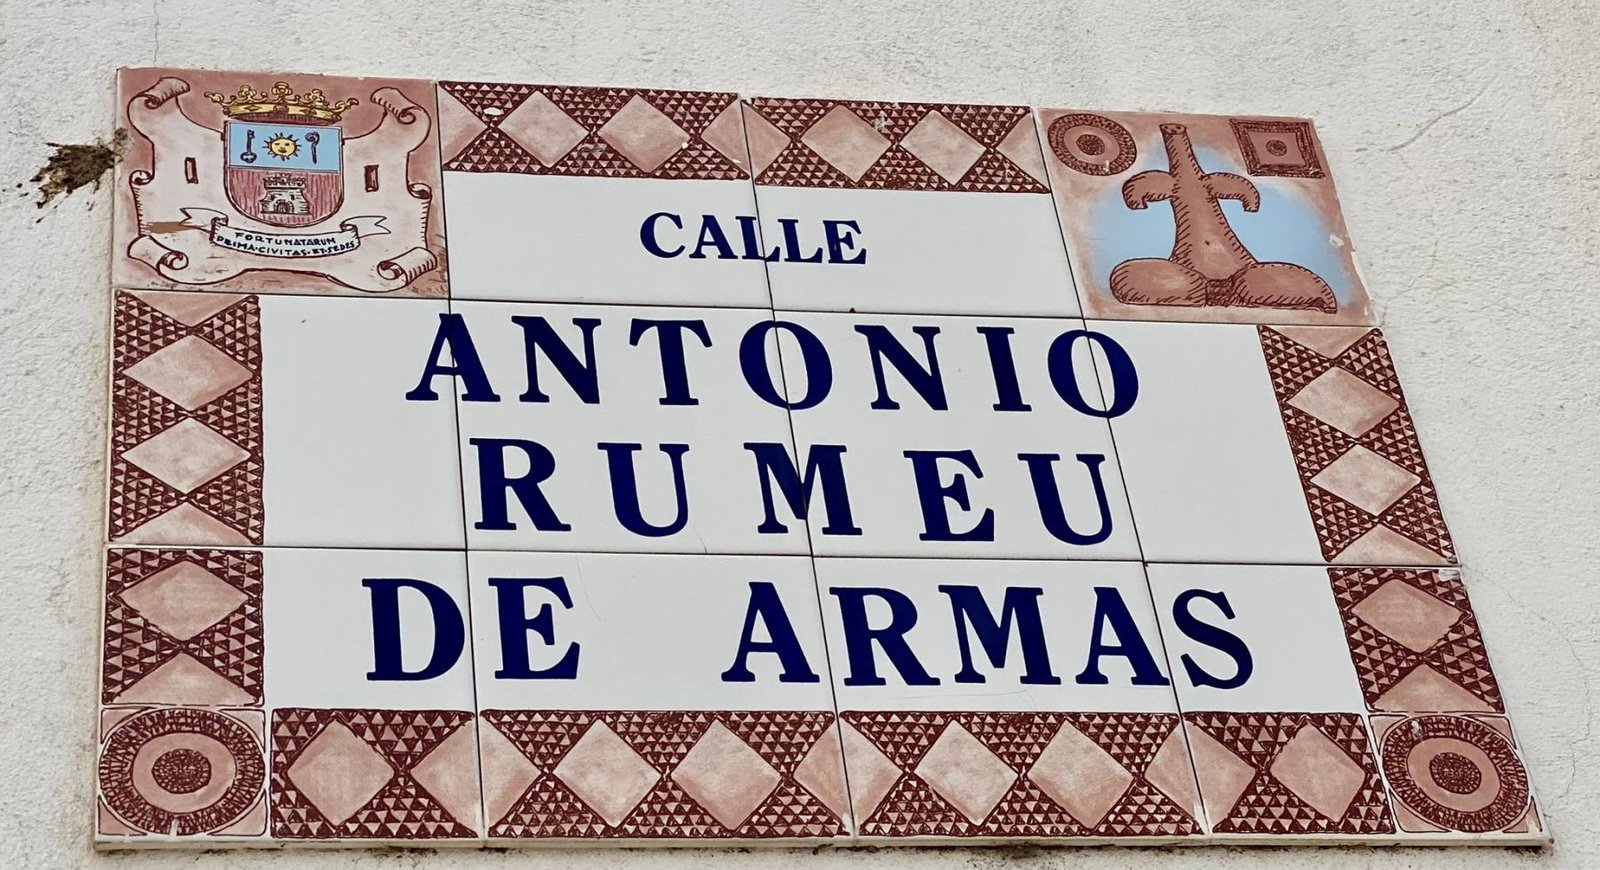 FORTUNATARUM
PRIMA·CIVITAS·ET·SEDES
CALLE
ANTONIO
RUMEU
DE ARMAS